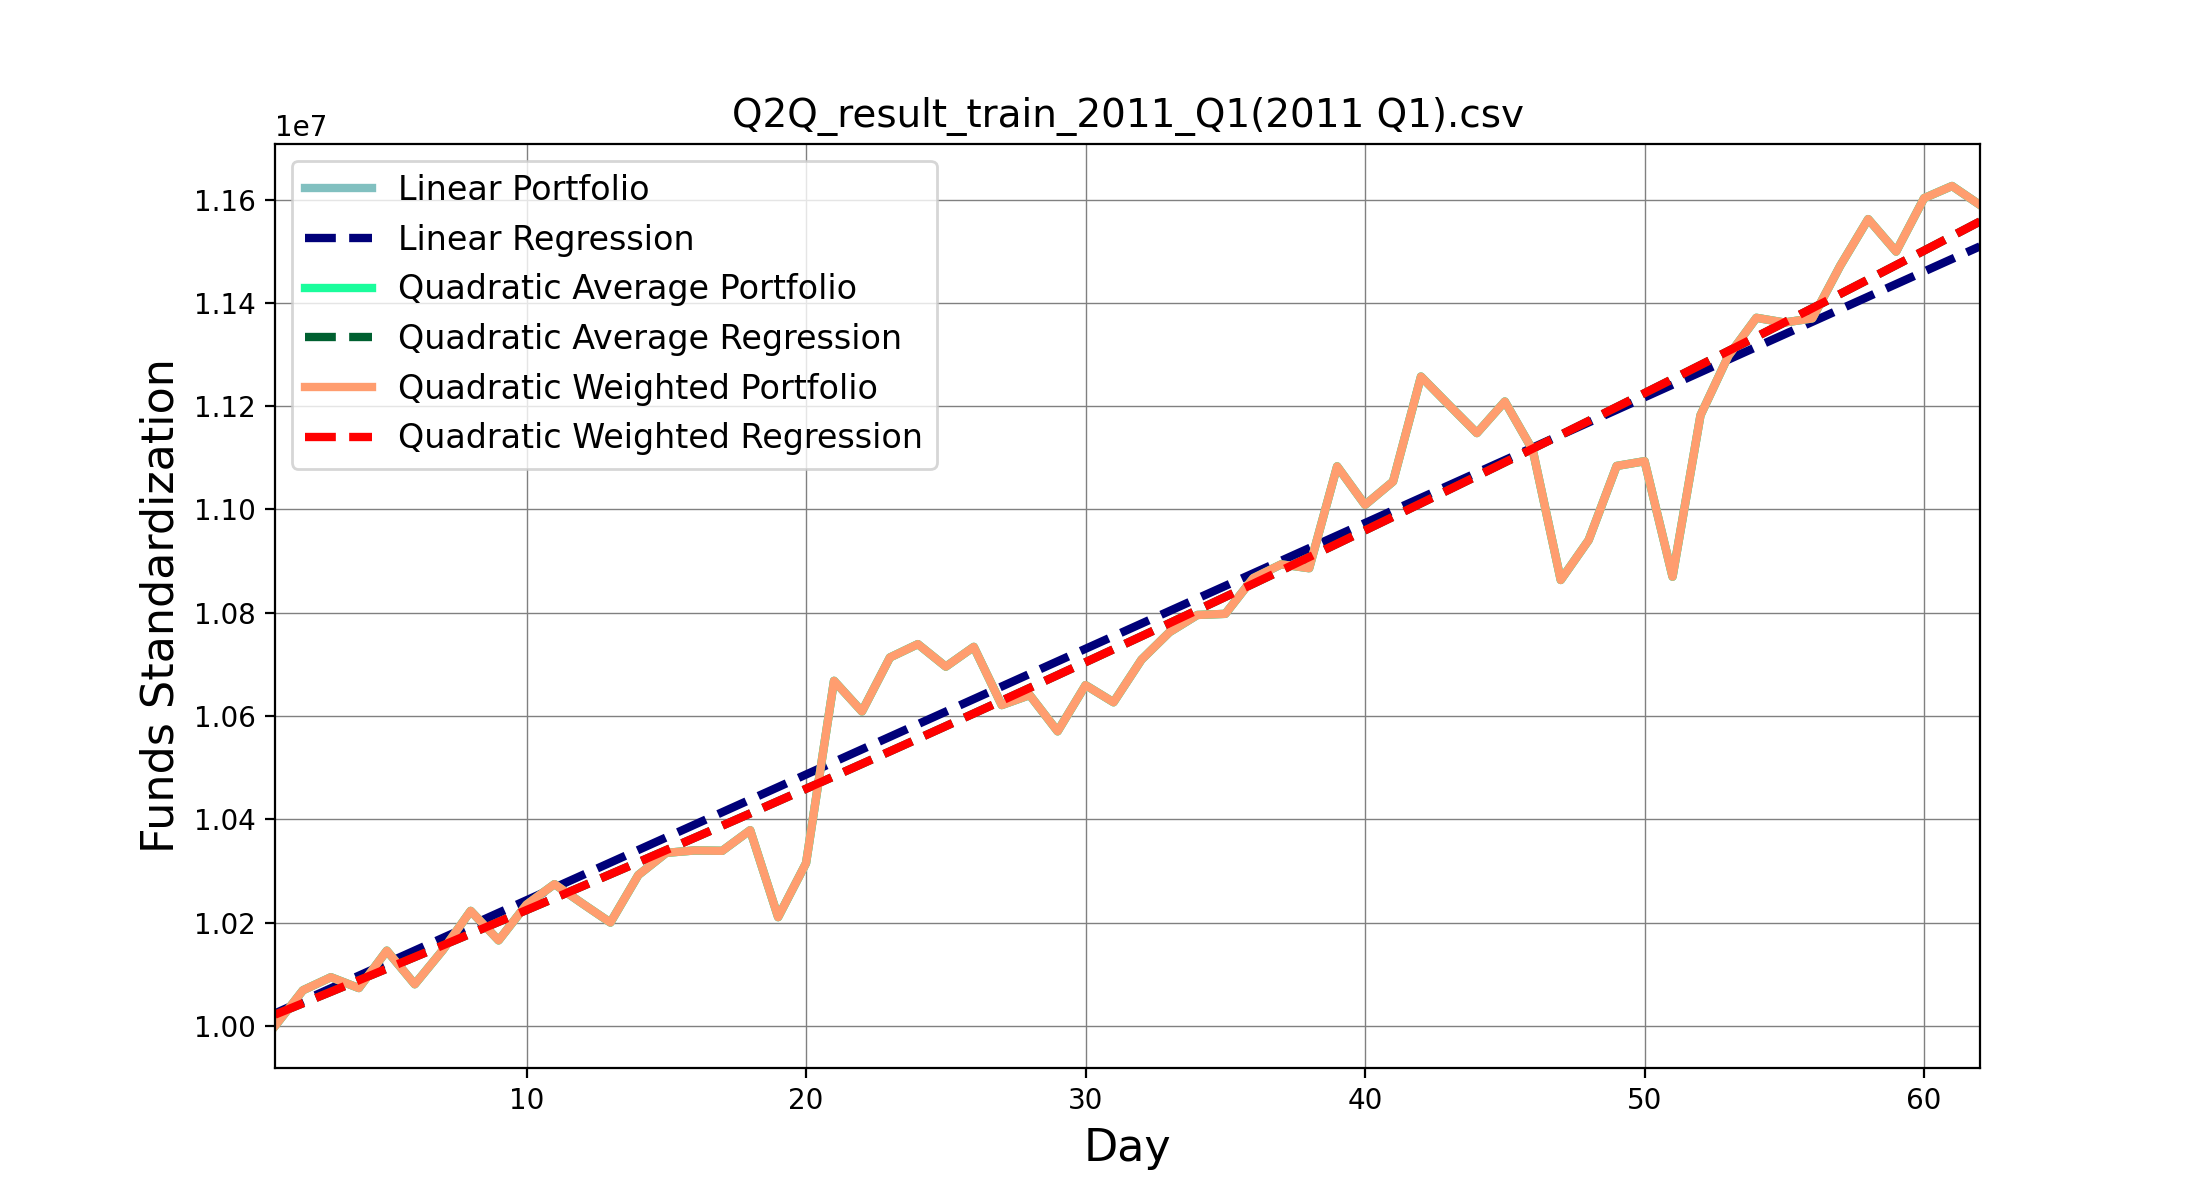 Q2Q_result_train_2011_Q1(2011 Q1).csv
1e7
Linear Portfolio
Linear Regression
Quadratic Average Portfolio
Quadratic Average Regression
Quadratic Weighted Portfolio
Quadratic Weighted Regression
1.16
1.14
1.12
1.10
1.08
1.06
1.04
1.02
1.00
Funds Standardization
10 20 30 40 50 60
Day